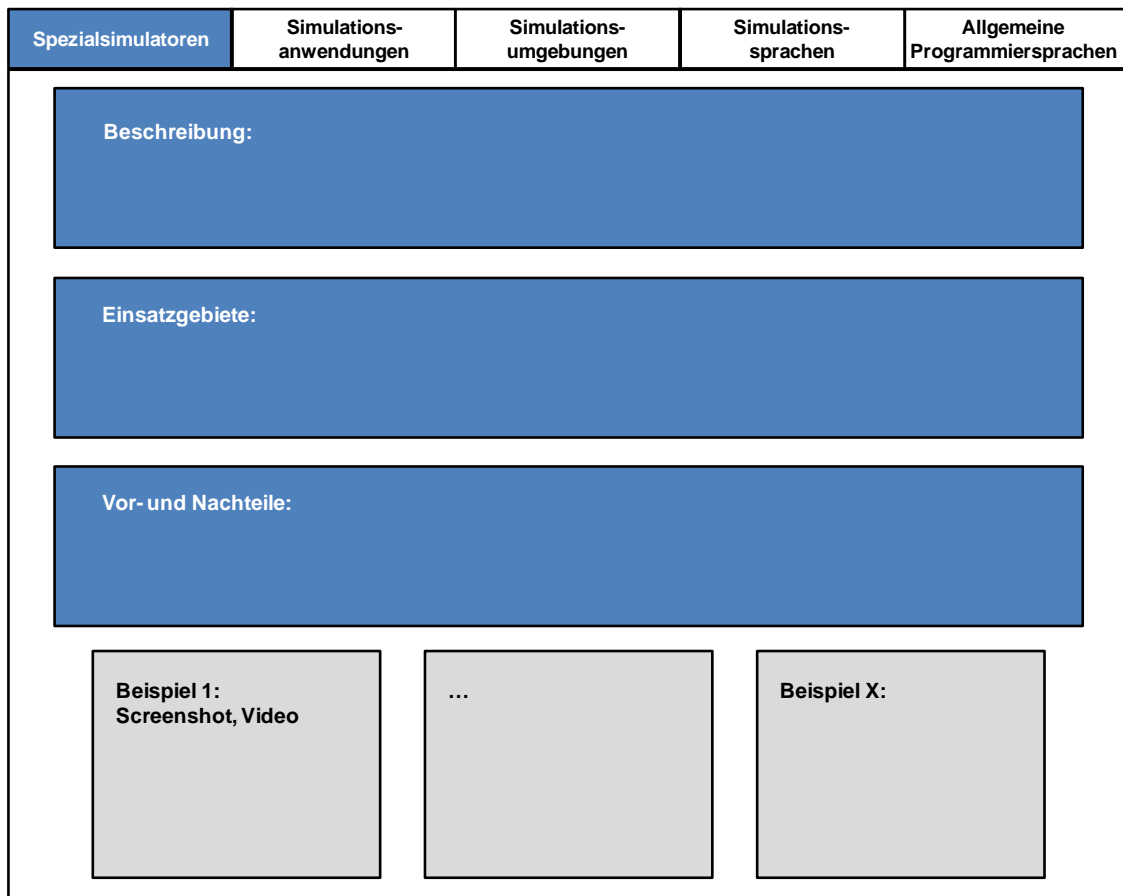 Spezialsimulatoren
Simulations-
anwendungen
Simulations-
umgebungen
Simulations-
sprachen
Allgemeine
Programmiersprachen
Beschreibung:
Einsatzgebiete:
Vor- und Nachteile:
Beispiel 1:
Screenshot, Video
...
Beispiel X: